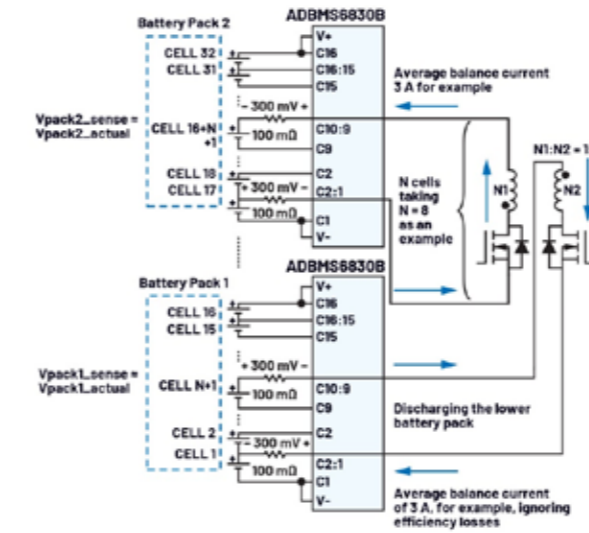 Battery Pack 2
ADBMS6830B
V+
CELL 32
C16
CELL 31
C16:15
C15
Average balance current
3 A for example
- 300 mV +
Vpack2_sense =
Vpack2_actual
CELL 16+N
+1
100 mΩ
C10:9
C9
CELL 18
C2
CELL 17
+ 300 mV -
C2:1
100 mΩ
C1
V-
N cells
taking
N = 8
as an
example
N1:N2 = 1
N1
N2
ADBMS6830B
Battery Pack 1
V+
CELL 16
C16
CELL 15
C16:15
C15
Vpack1_sense =
Vpack1_actual
+ 300 mV -
CELL N+1
100 mΩ
C10:9
C9
Discharging the lower
battery pack
CELL 2
C2
- 300 mV +
CELL 1
C2:1
100 mΩ
C1
V-
Average balance current
of 3 A, for example, ignoring
efficiency losses